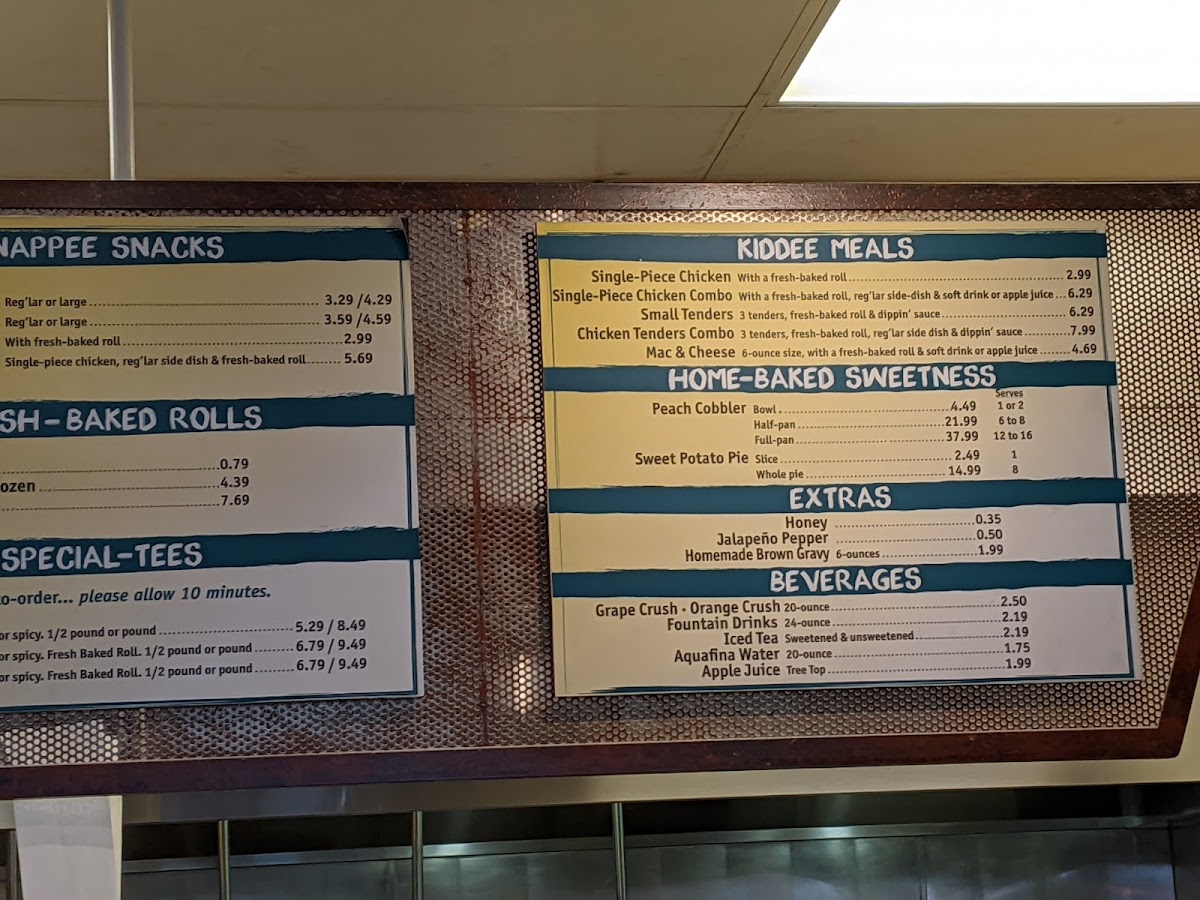 NAPPEE SNACKS
Reg'lar or large 3.29 /4.29
Reg'lar or large 3.59 /4.59
With fresh-baked roll 2.99
Single-piece chicken, reg'lar side dish & fresh-baked roll 5.69
SH-BAKED ROLLS
0.79
ozen 4.39
7.69
SPECIAL-TEES
to-order... please allow 10 minutes.
or spicy. 1/2 pound or pound 5.29 / 8.49
or spicy. Fresh Baked Roll. 1/2 pound or pound 6.79 / 9.49
or spicy. Fresh Baked Roll. 1/2 pound or pound 6.79 / 9.49
KIDDEE MEALS
Single-Piece Chicken With a fresh-baked roll 2.99
Single-Piece Chicken Combo With a fresh-baked roll, reg'lar side-dish & soft drink or apple juice 6.29
Small Tenders 3 tenders, fresh-baked roll & dippin' sauce 6.29
Chicken Tenders Combo 3 tenders, fresh-baked roll, reg'lar side dish & dippin' sauce 7.99
Mac & Cheese 6-ounce size, with a fresh-baked roll & soft drink or apple juice 4.69
HOME-BAKED SWEETNESS
Serves
Peach Cobbler Bowl 4.49 1 or 2
Half-pan 21.99 6 to 8
Full-pan 37.99 12 to 16
Sweet Potato Pie Slice 2.49 1
Whole pie 14.99 8
EXTRAS
Honey 0.35
Jalapeño Pepper 0.50
Homemade Brown Gravy 6-ounces 1.99
BEVERAGES
Grape Crush · Orange Crush 20-ounce 2.50
Fountain Drinks 24-ounce 2.19
Iced Tea Sweetened & unsweetened 2.19
Aquafina Water 20-ounce 1.75
Apple Juice Tree Top 1.99